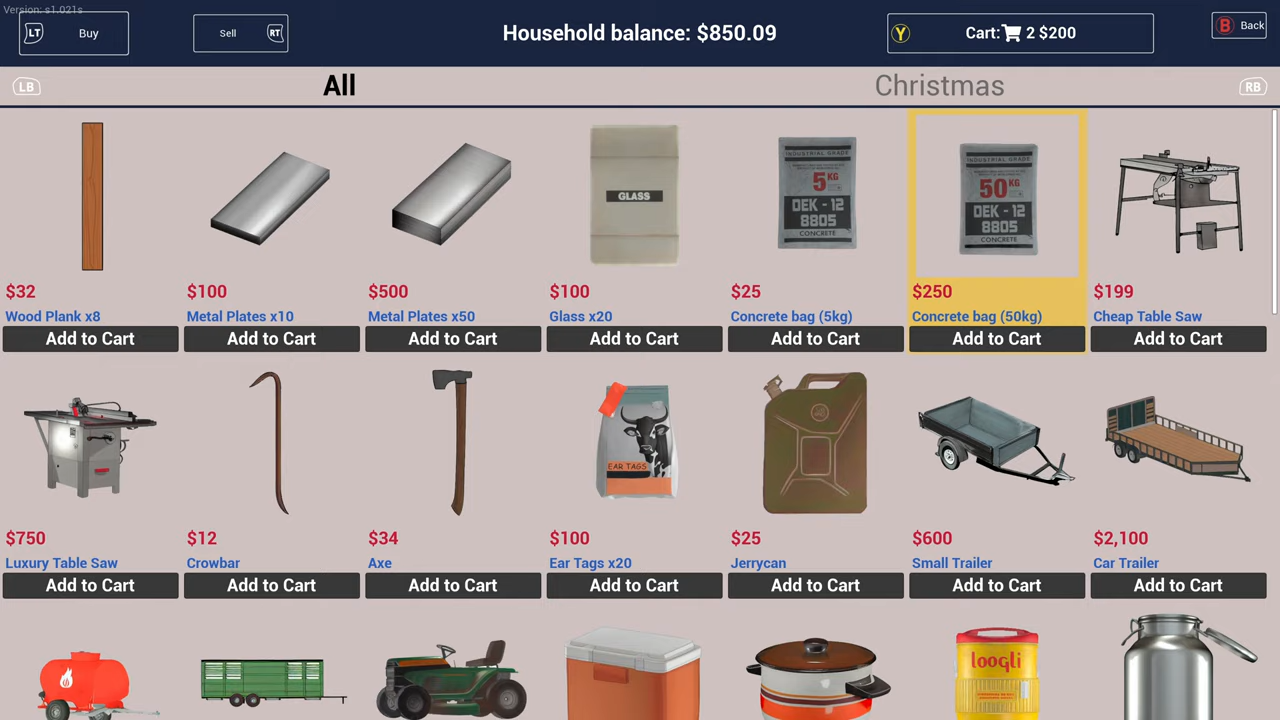 Version: s1.021s
LT Buy
Sell RT
Household balance: $850.09
Y Cart: 2 $200
B Back
LB All Christmas RB
GLASS
INDUSTRIAL GRADE
5 KG
DEK - 12
8805
CONCRETE
INDUSTRIAL GRADE
50 KG
DEK - 12
8805
CONCRETE
$32 $100 $500 $100 $25 $250 $199
Wood Plank x8 Metal Plates x10 Metal Plates x50 Glass x20 Concrete bag (5kg) Concrete bag (50kg) Cheap Table Saw
Add to Cart Add to Cart Add to Cart Add to Cart Add to Cart Add to Cart Add to Cart
EAR TAGS
$750 $12 $34 $100 $25 $600 $2,100
Luxury Table Saw Crowbar Axe Ear Tags x20 Jerrycan Small Trailer Car Trailer
Add to Cart Add to Cart Add to Cart Add to Cart Add to Cart Add to Cart Add to Cart
loogli